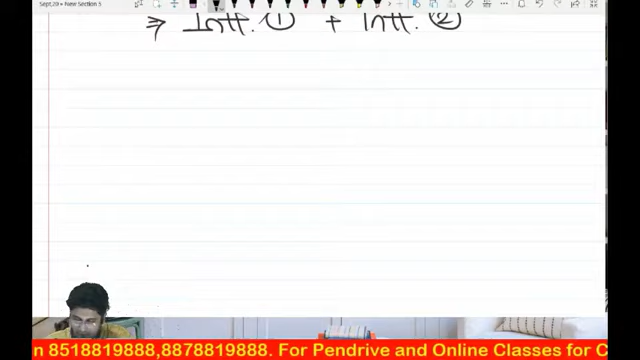 Sept,20 - New Section 5
⇒ Intt. ① + Intt. ②
n 8518819888,8878819888. For Pendrive and Online Classes for C